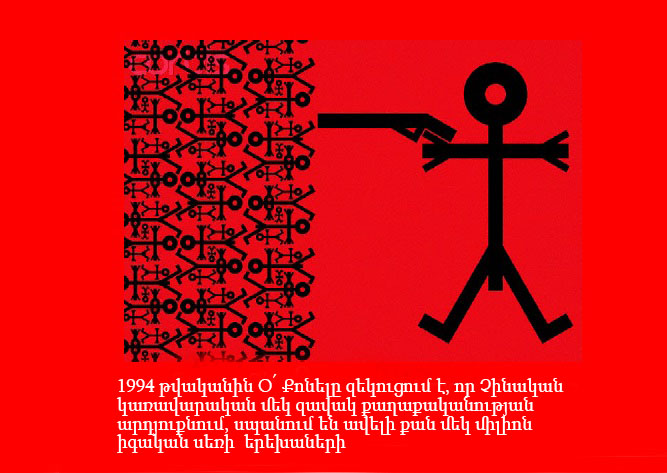 1994 թվականին Օ՛ Քոնելը զեկուցում է, որ Չինական
կառավարական մեկ զավակ քաղաքականության
արդյուքնում, սպանում են ավելի քան մեկ միլիոն
իգական սեռի երեխաների